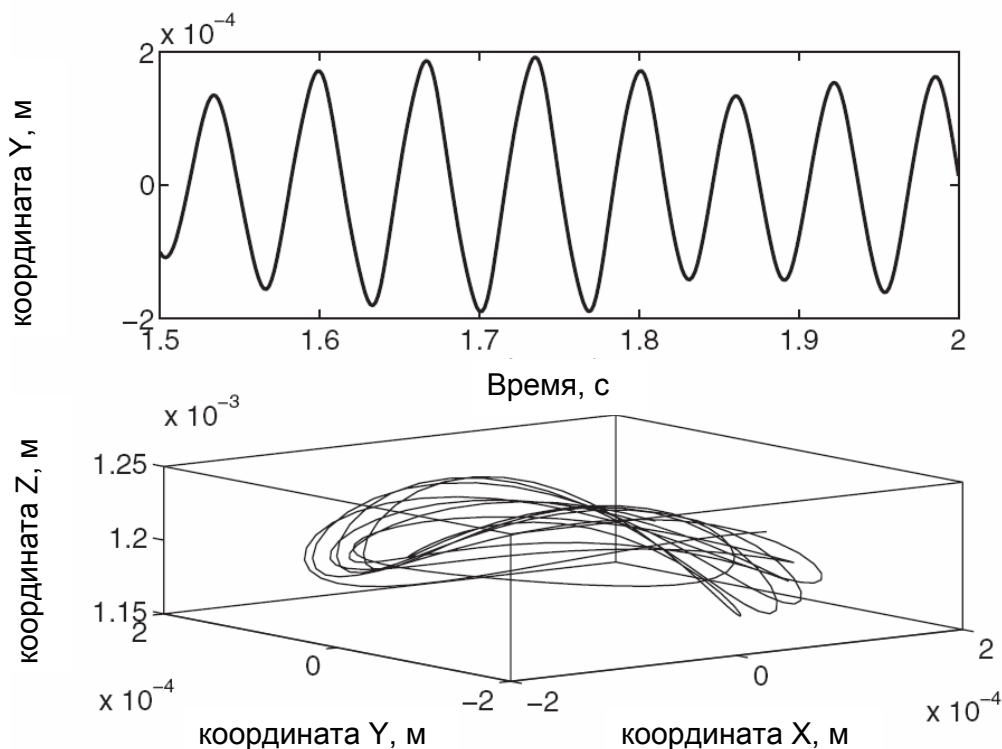 x 10⁻⁴
координата Y, м
2
0
−2
1.5 1.6 1.7 1.8 1.9 2
Время, с
x 10⁻³
координата Z, м
1.25
1.2
1.15
2 0 −2
−2 0 2
x 10⁻⁴
x 10⁻⁴
координата Y, м
координата X, м